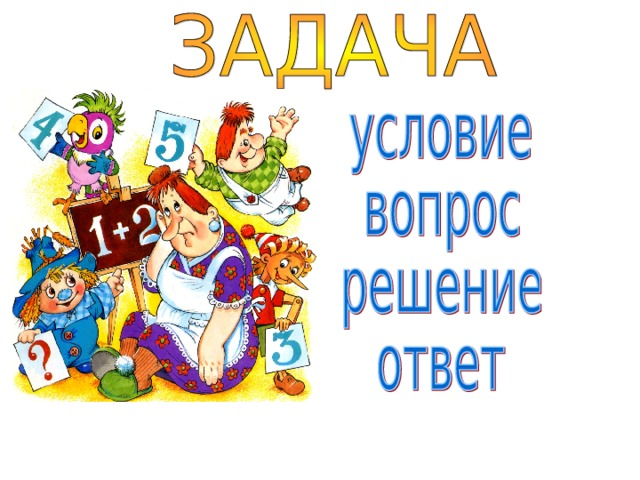 ЗАДАЧА
4
5
1+2
?
3
условие
вопрос
решение
ответ